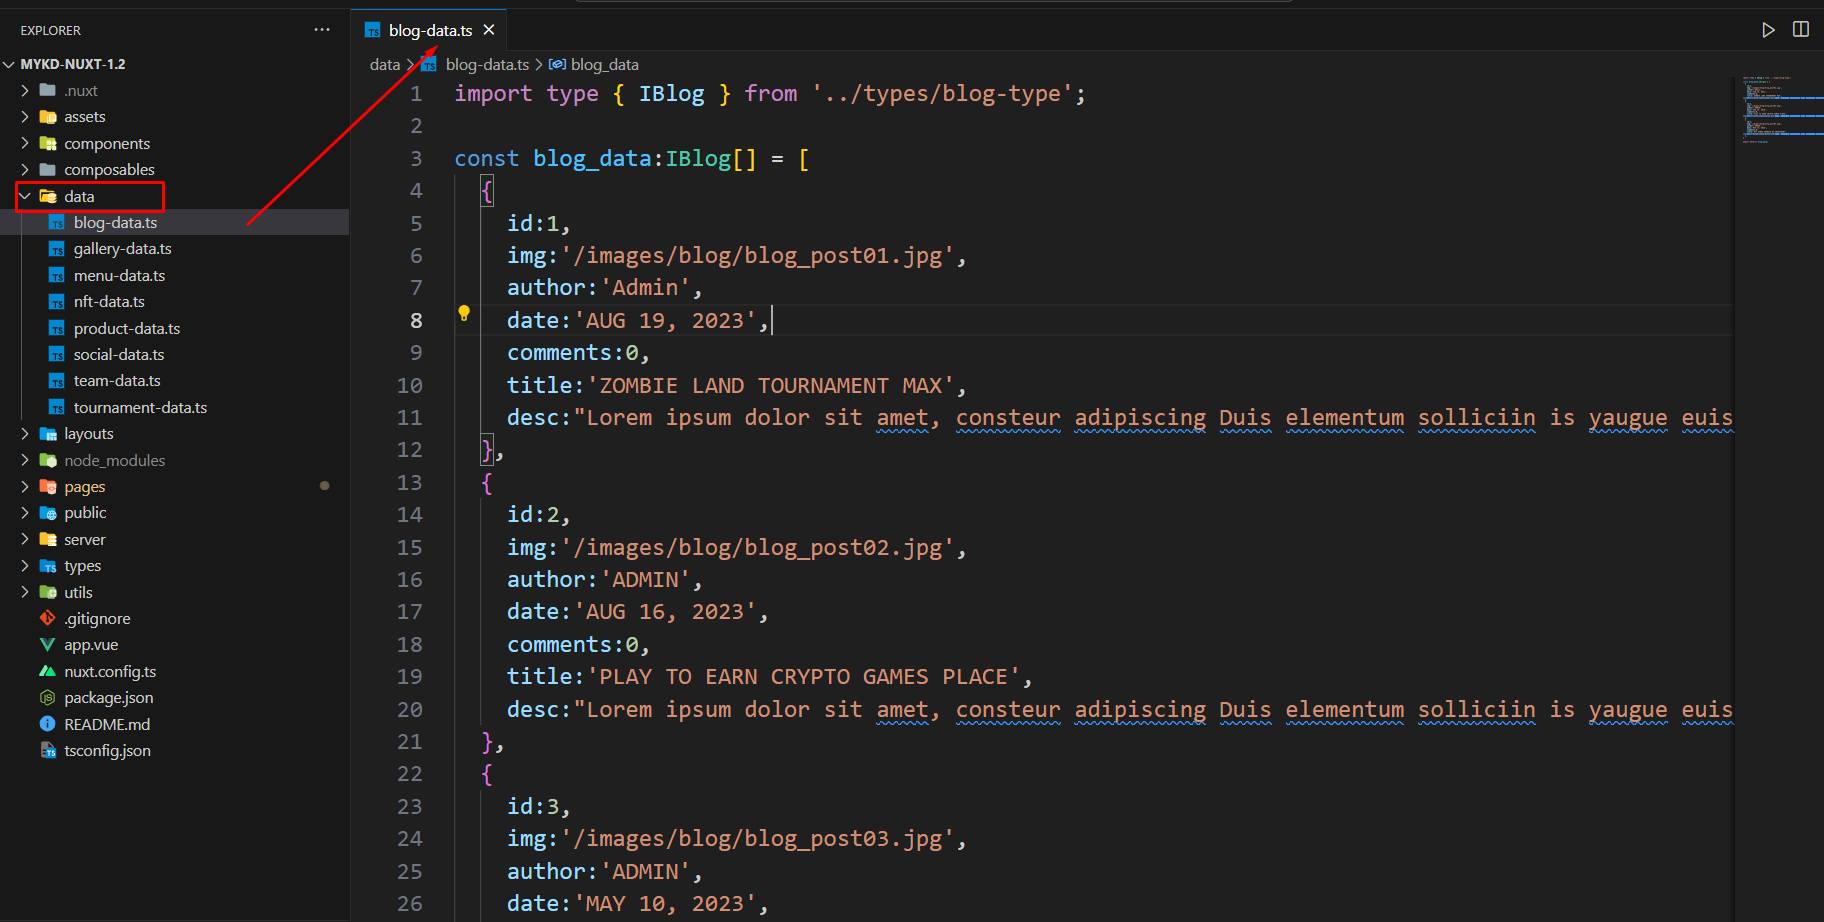 EXPLORER
MYKD-NUXT-1.2
.nuxt
assets
components
composables
data
blog-data.ts
gallery-data.ts
menu-data.ts
nft-data.ts
product-data.ts
social-data.ts
team-data.ts
tournament-data.ts
layouts
node_modules
pages
public
server
types
utils
.gitignore
app.vue
nuxt.config.ts
package.json
README.md
tsconfig.json
blog-data.ts
data > blog-data.ts > blog_data
1 import type { IBlog } from '../types/blog-type';
2
3 const blog_data:IBlog[] = [
4 {
5 id:1,
6 img:'/images/blog/blog_post01.jpg',
7 author:'Admin',
8 date:'AUG 19, 2023',
9 comments:0,
10 title:'ZOMBIE LAND TOURNAMENT MAX',
11 desc:"Lorem ipsum dolor sit amet, consteur adipiscing Duis elementum solliciin is yaugue euis
12 },
13 {
14 id:2,
15 img:'/images/blog/blog_post02.jpg',
16 author:'ADMIN',
17 date:'AUG 16, 2023',
18 comments:0,
19 title:'PLAY TO EARN CRYPTO GAMES PLACE',
20 desc:"Lorem ipsum dolor sit amet, consteur adipiscing Duis elementum solliciin is yaugue euis
21 },
22 {
23 id:3,
24 img:'/images/blog/blog_post03.jpg',
25 author:'ADMIN',
26 date:'MAY 10, 2023',